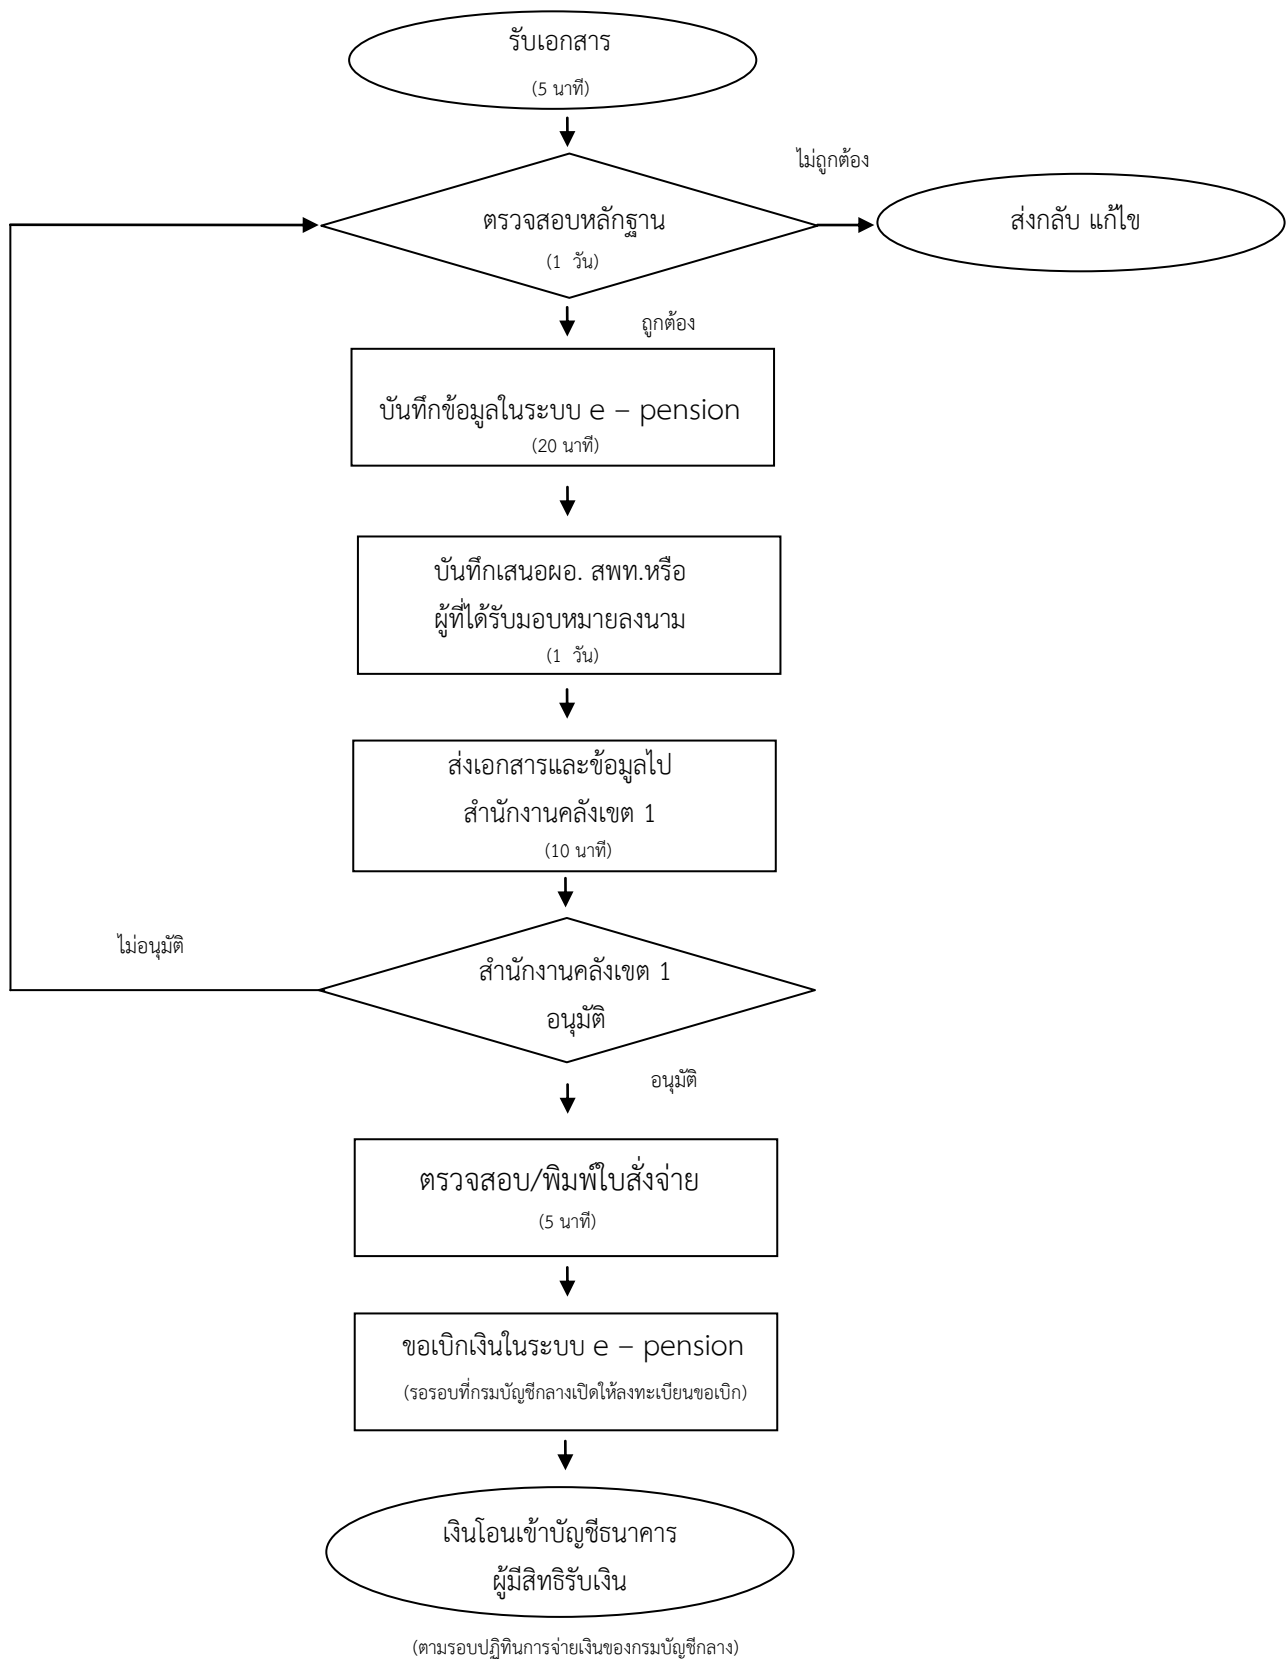 รับเอกสาร
(5 นาที)
ไม่ถูกต้อง
ตรวจสอบหลักฐาน
(1 วัน)
ส่งกลับ แก้ไข
ถูกต้อง
บันทึกข้อมูลในระบบ e – pension
(20 นาที)
บันทึกเสนอผอ. สพท.หรือ
ผู้ที่ได้รับมอบหมายลงนาม
(1 วัน)
ส่งเอกสารและข้อมูลไป
สำนักงานคลังเขต 1
(10 นาที)
ไม่อนุมัติ
สำนักงานคลังเขต 1
อนุมัติ
อนุมัติ
ตรวจสอบ/พิมพ์ใบสั่งจ่าย
(5 นาที)
ขอเบิกเงินในระบบ e – pension
(รอรอบที่กรมบัญชีกลางเปิดให้ลงทะเบียนขอเบิก)
เงินโอนเข้าบัญชีธนาคาร
ผู้มีสิทธิรับเงิน
(ตามรอบปฏิทินการจ่ายเงินของกรมบัญชีกลาง)